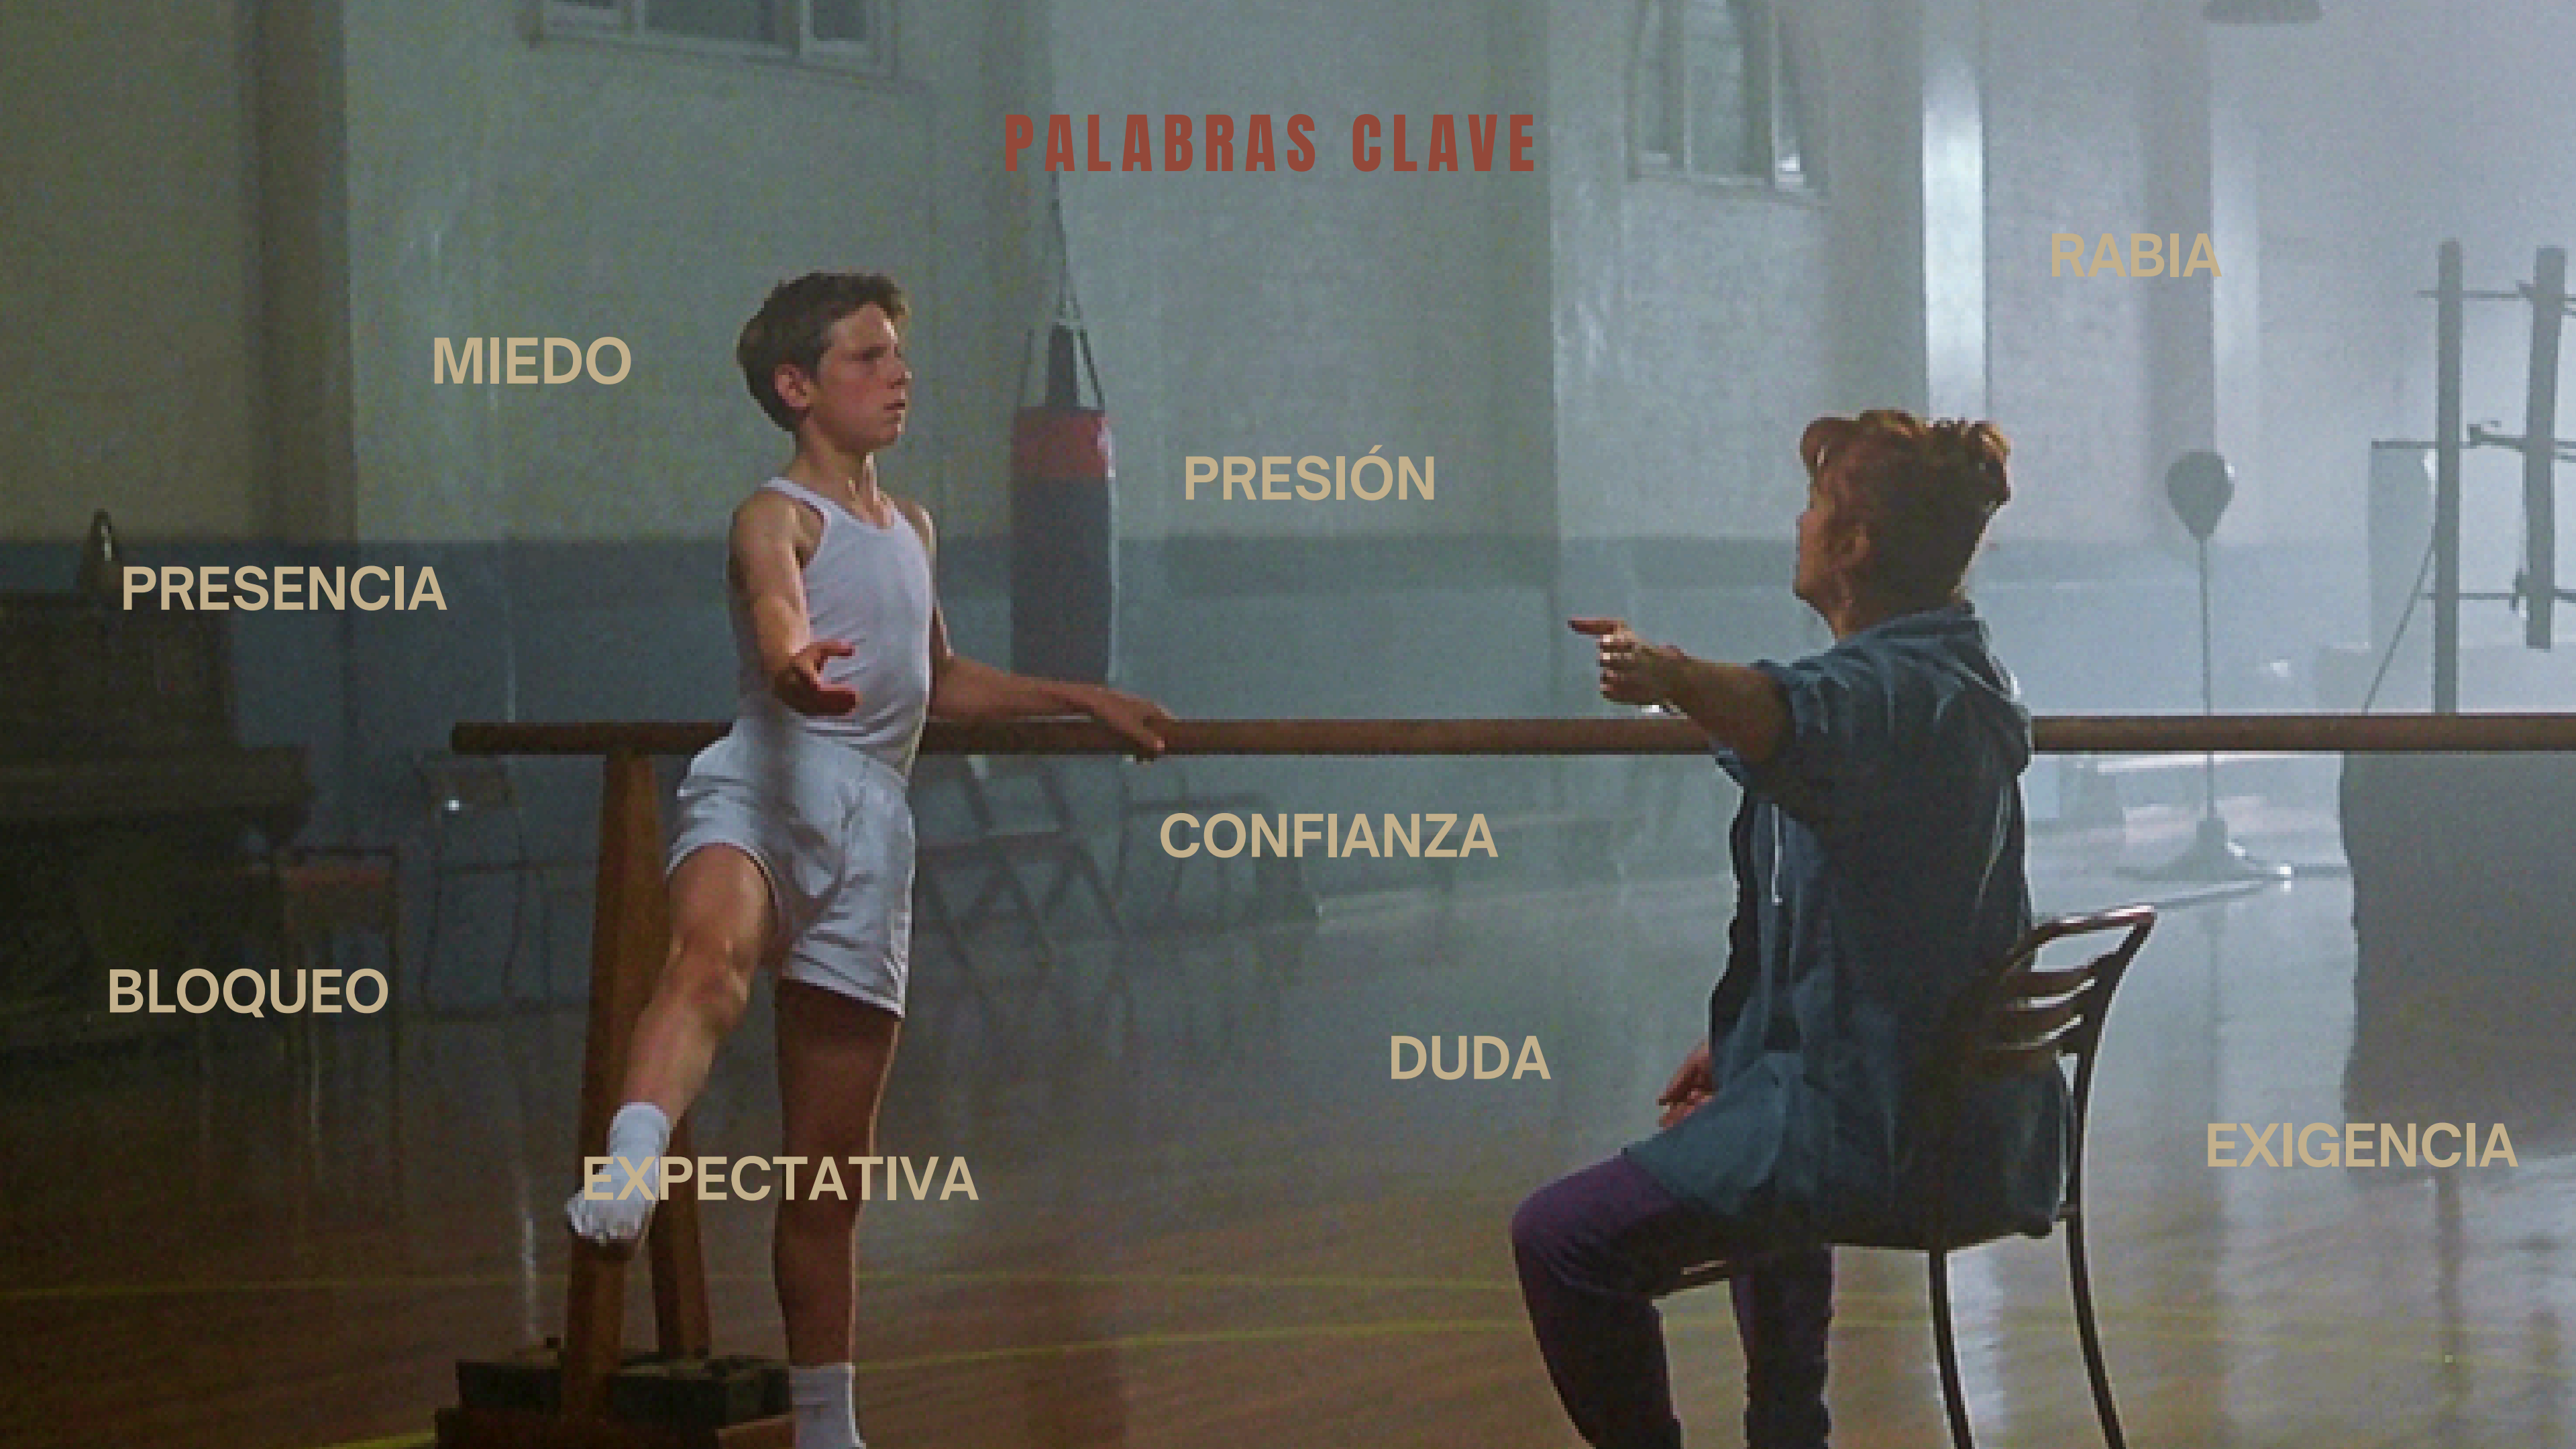 PALABRAS CLAVE
RABIA
MIEDO
PRESIÓN
PRESENCIA
CONFIANZA
BLOQUEO
DUDA
EXIGENCIA
EXPECTATIVA